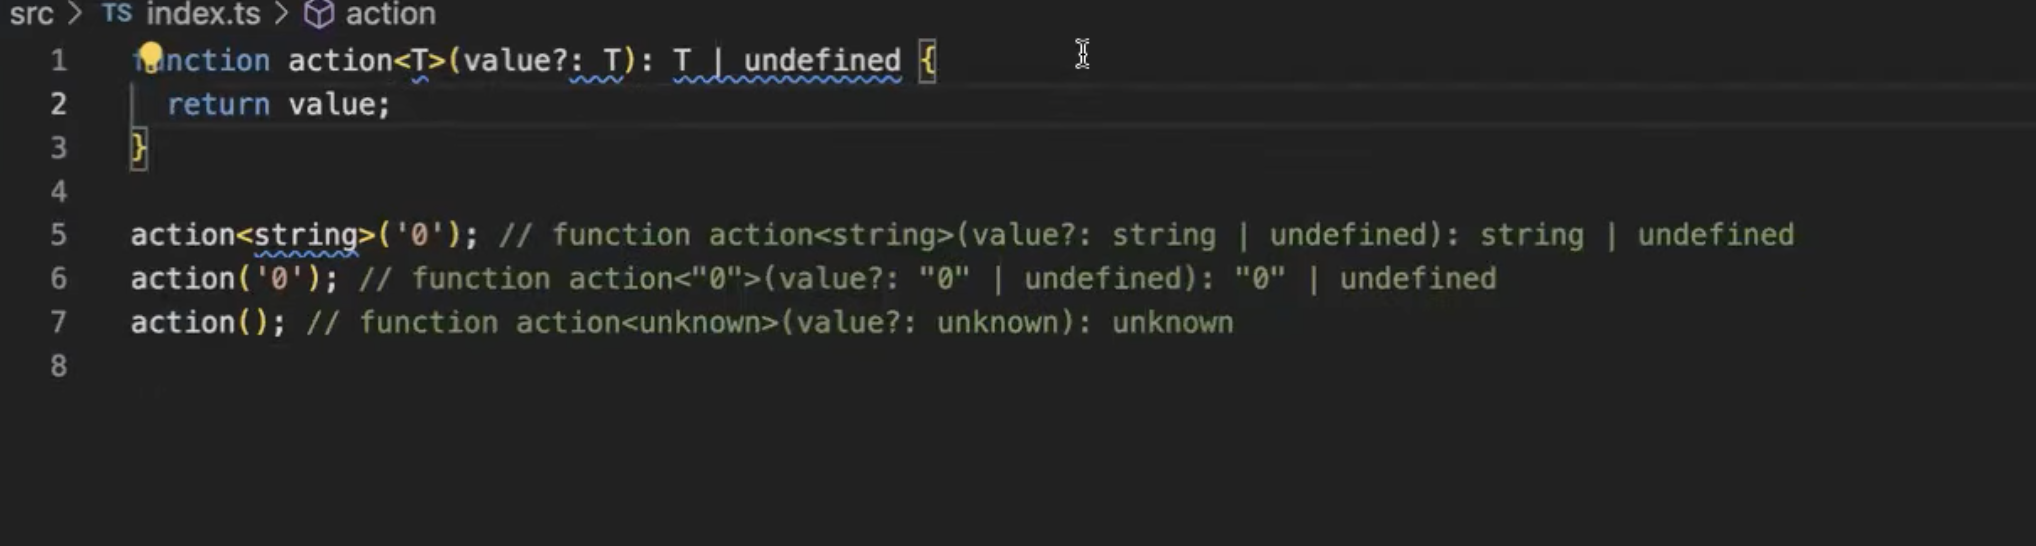 src > TS index.ts > action
1 function action<T>(value?: T): T | undefined {
2 return value;
3 }
4
5 action<string>('0'); // function action<string>(value?: string | undefined): string | undefined
6 action('0'); // function action<"0">(value?: "0" | undefined): "0" | undefined
7 action(); // function action<unknown>(value?: unknown): unknown
8